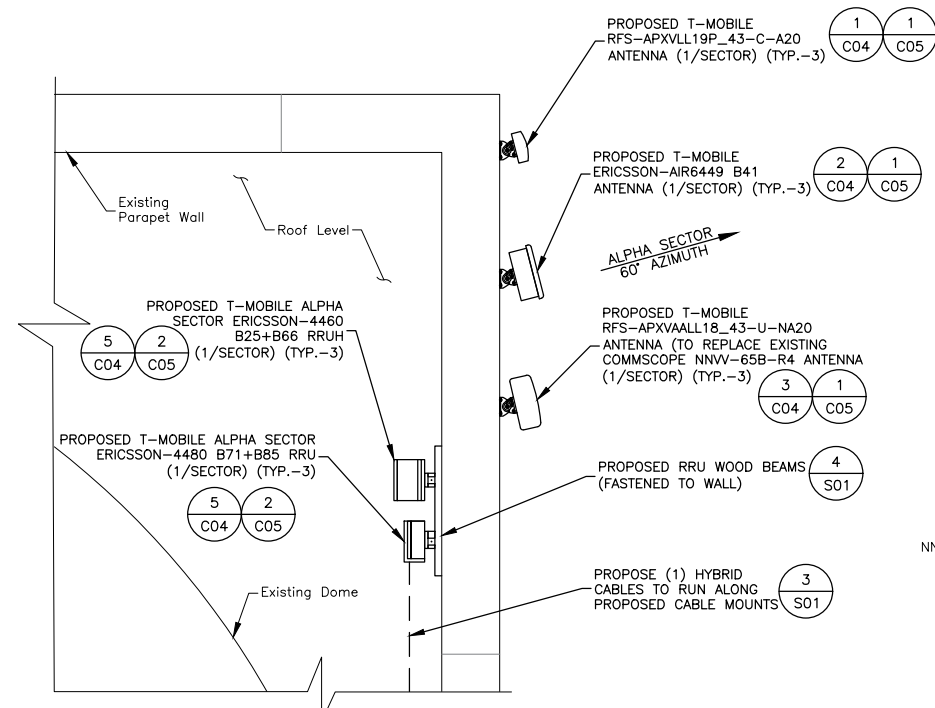 PROPOSED T-MOBILE
RFS-APXVLL19P_43-C-A20
ANTENNA (1/SECTOR) (TYP.-3)
1
C04
1
C05
PROPOSED T-MOBILE
ERICSSON-AIR6449 B41
ANTENNA (1/SECTOR) (TYP.-3)
2
C04
1
C05
Existing
Parapet Wall
Roof Level
ALPHA SECTOR
60° AZIMUTH
PROPOSED T-MOBILE ALPHA
SECTOR ERICSSON-4460
B25+B66 RRUH
(1/SECTOR) (TYP.-3)
5
C04
2
C05
PROPOSED T-MOBILE
RFS-APXVAALL18_43-U-NA20
ANTENNA (TO REPLACE EXISTING
COMMSCOPE NNVV-65B-R4 ANTENNA
(1/SECTOR) (TYP.-3)
3
C04
1
C05
PROPOSED T-MOBILE ALPHA SECTOR
ERICSSON-4480 B71+B85 RRU
(1/SECTOR) (TYP.-3)
5
C04
2
C05
PROPOSED RRU WOOD BEAMS
(FASTENED TO WALL)
4
S01
NN
Existing Dome
PROPOSE (1) HYBRID
CABLES TO RUN ALONG
PROPOSED CABLE MOUNTS
3
S01